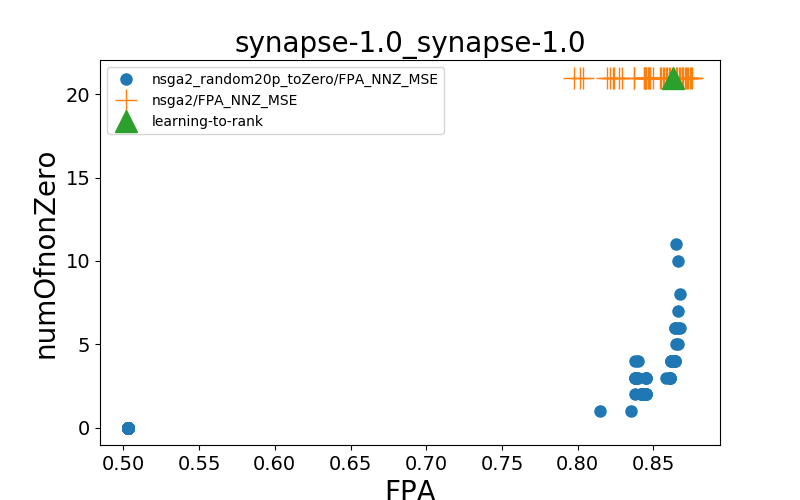 synapse-1.0_synapse-1.0
nsga2_random20p_toZero/FPA_NNZ_MSE
nsga2/FPA_NNZ_MSE
learning-to-rank
numOfnonZero
20
15
10
5
0
0.50 0.55 0.60 0.65 0.70 0.75 0.80 0.85
FPA